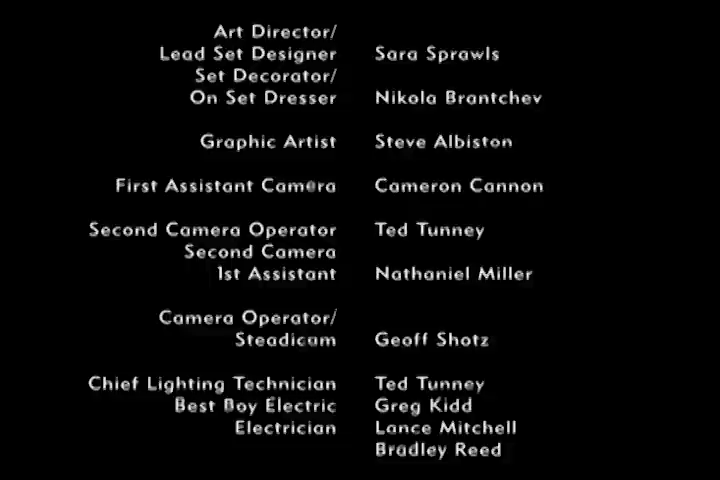 Art Director/
Lead Set Designer Sara Sprawls
Set Decorator/
On Set Dresser Nikola Brantchev
Graphic Artist Steve Albiston
First Assistant Camera Cameron Cannon
Second Camera Operator Ted Tunney
Second Camera
1st Assistant Nathaniel Miller
Camera Operator/
Steadicam Geoff Shotz
Chief Lighting Technician Ted Tunney
Best Boy Electric Greg Kidd
Electrician Lance Mitchell
Bradley Reed